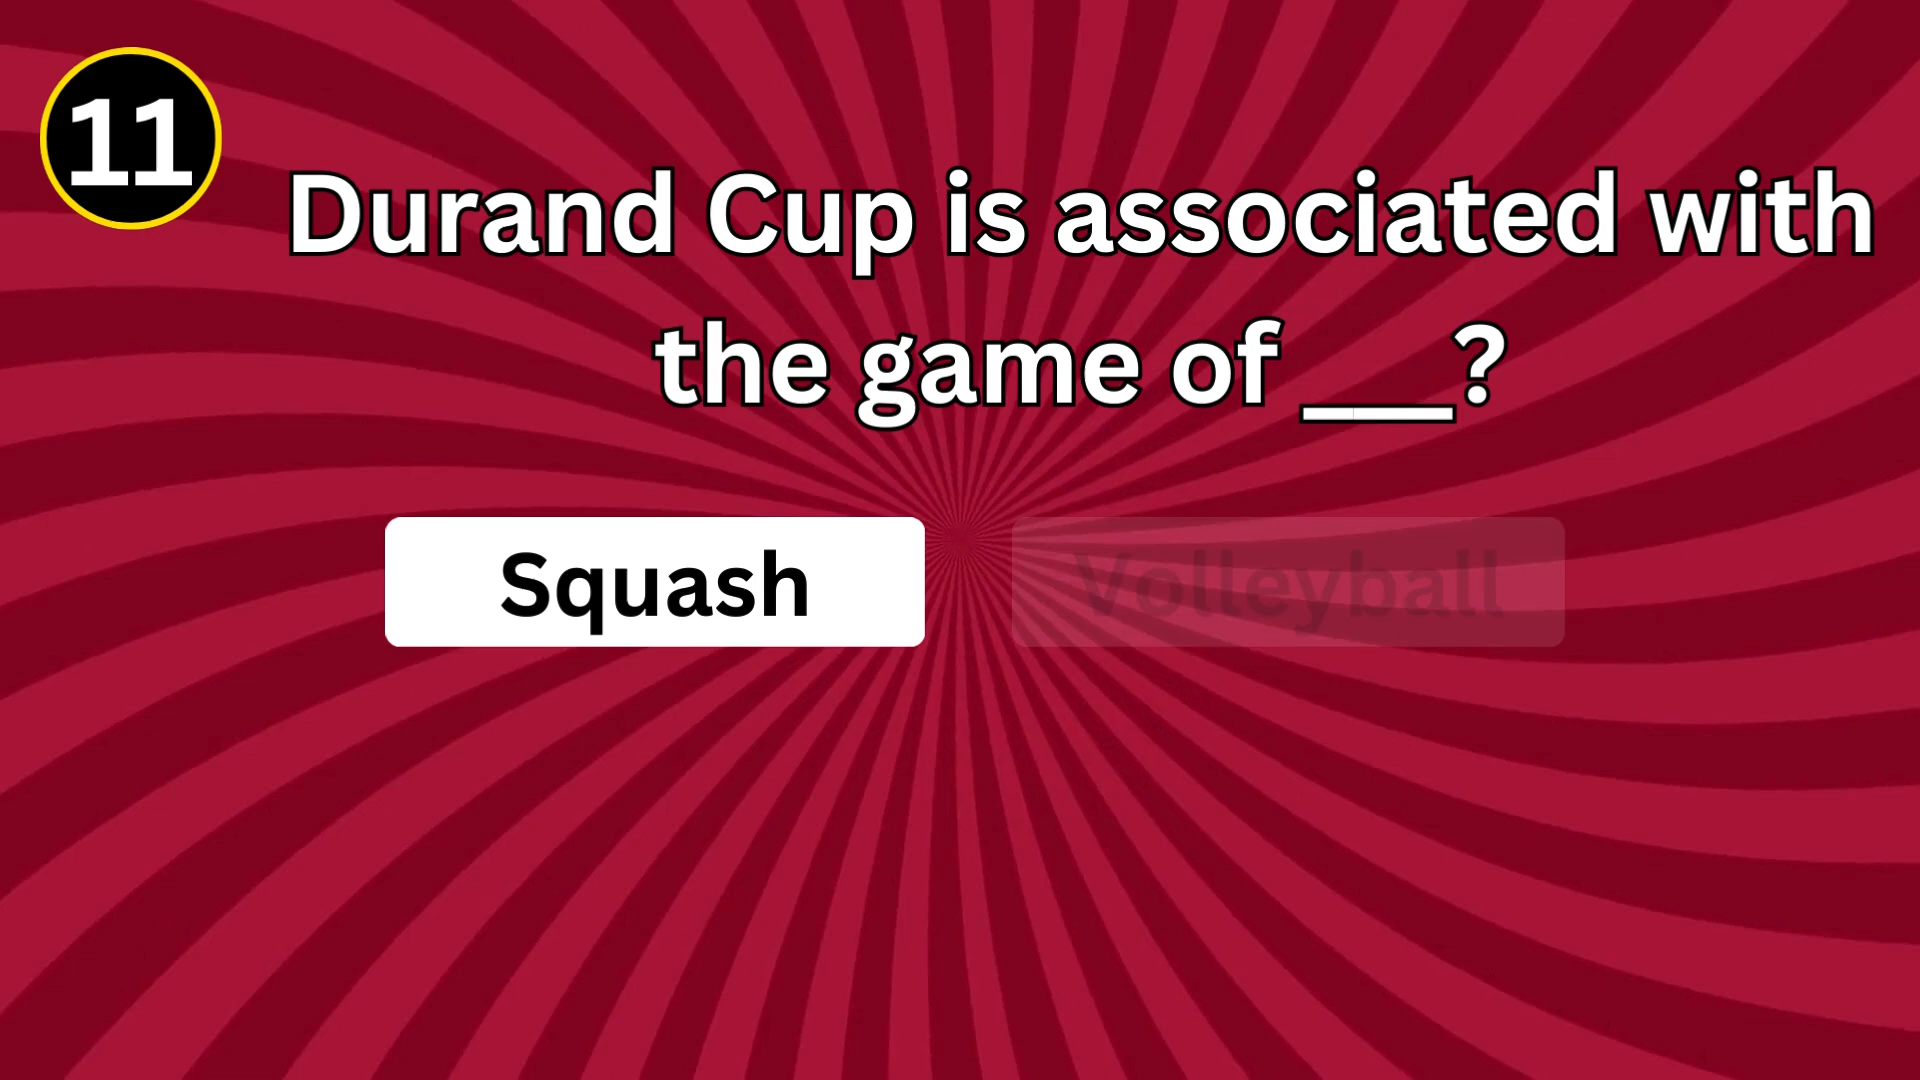 11
Durand Cup is associated with
the game of ___?
Squash
Volleyball